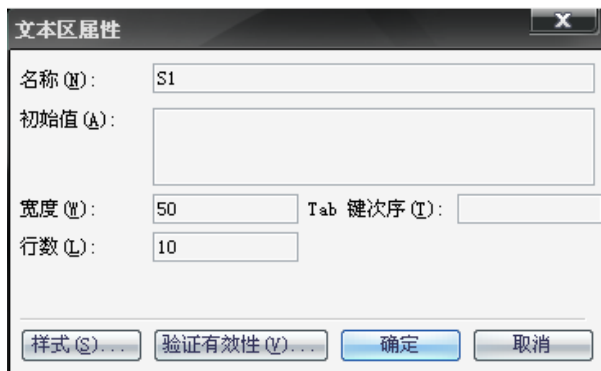 文本区属性
名称(N): S1
初始值(A):
宽度(W): 50 Tab 键次序(T):
行数(L): 10
样式(S)... 验证有效性(V)... 确定 取消